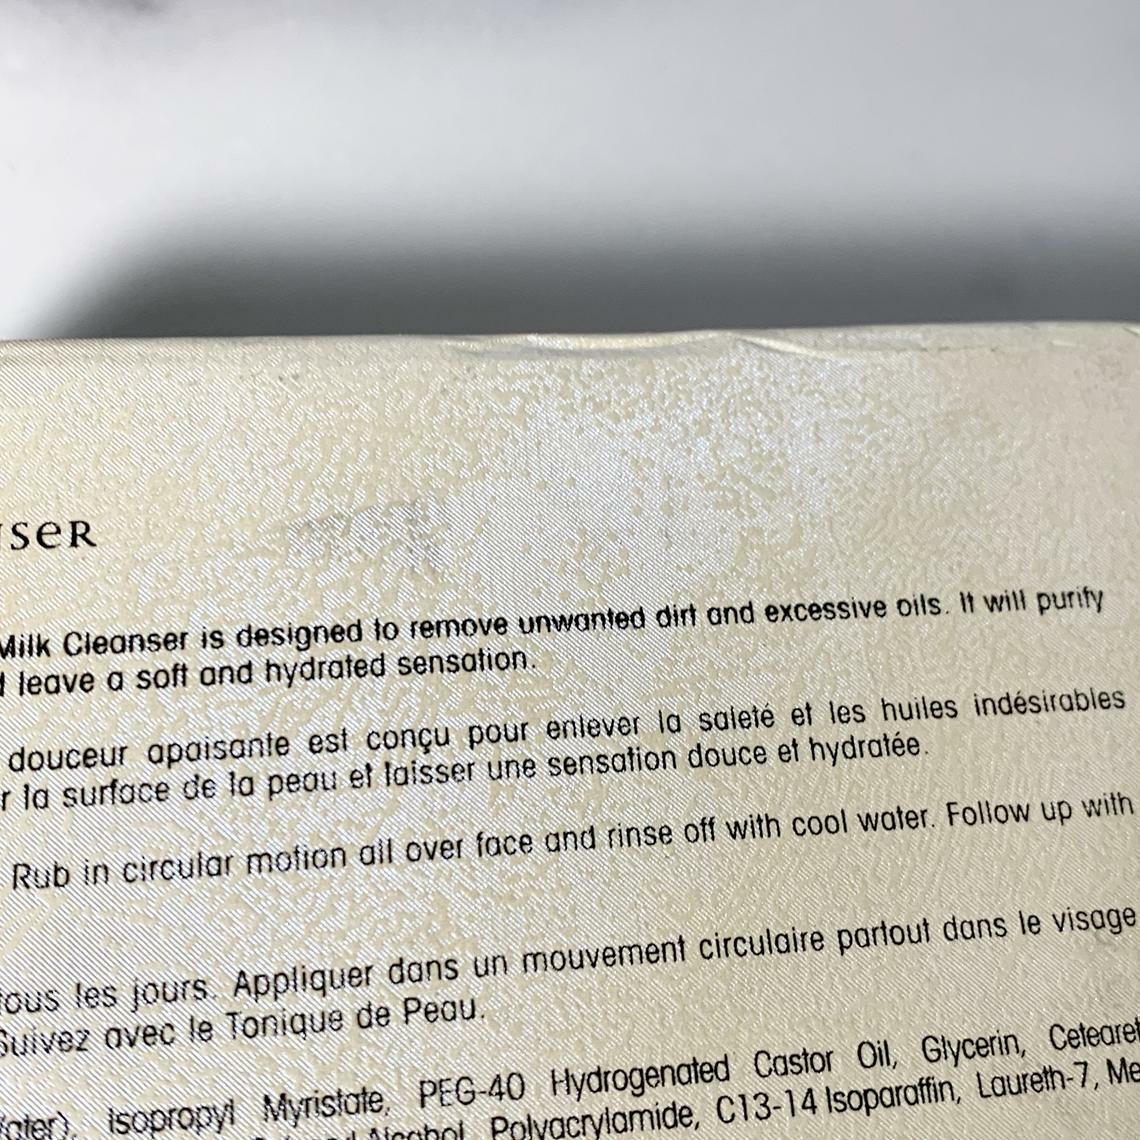 Milk Cleanser is designed to remove unwanted dirt and excessive oils. It will purify
leave a soft and hydrated sensation.
douceur apaisante est conçu pour enlever la saleté et les huiles indésirables
r la surface de la peau et laisser une sensation douce et hydratée.
Rub in circular motion all over face and rinse off with cool water. Follow up with
tous les jours. Appliquer dans un mouvement circulaire partout dans le visage
Suivez avec le Tonique de Peau.
Isopropyl Myristate, PEG-40 Hydrogenated Castor Oil, Glycerin, Cetearet
Alcohol, Polyacrylamide, C13-14 Isoparaffin, Laureth-7, Me